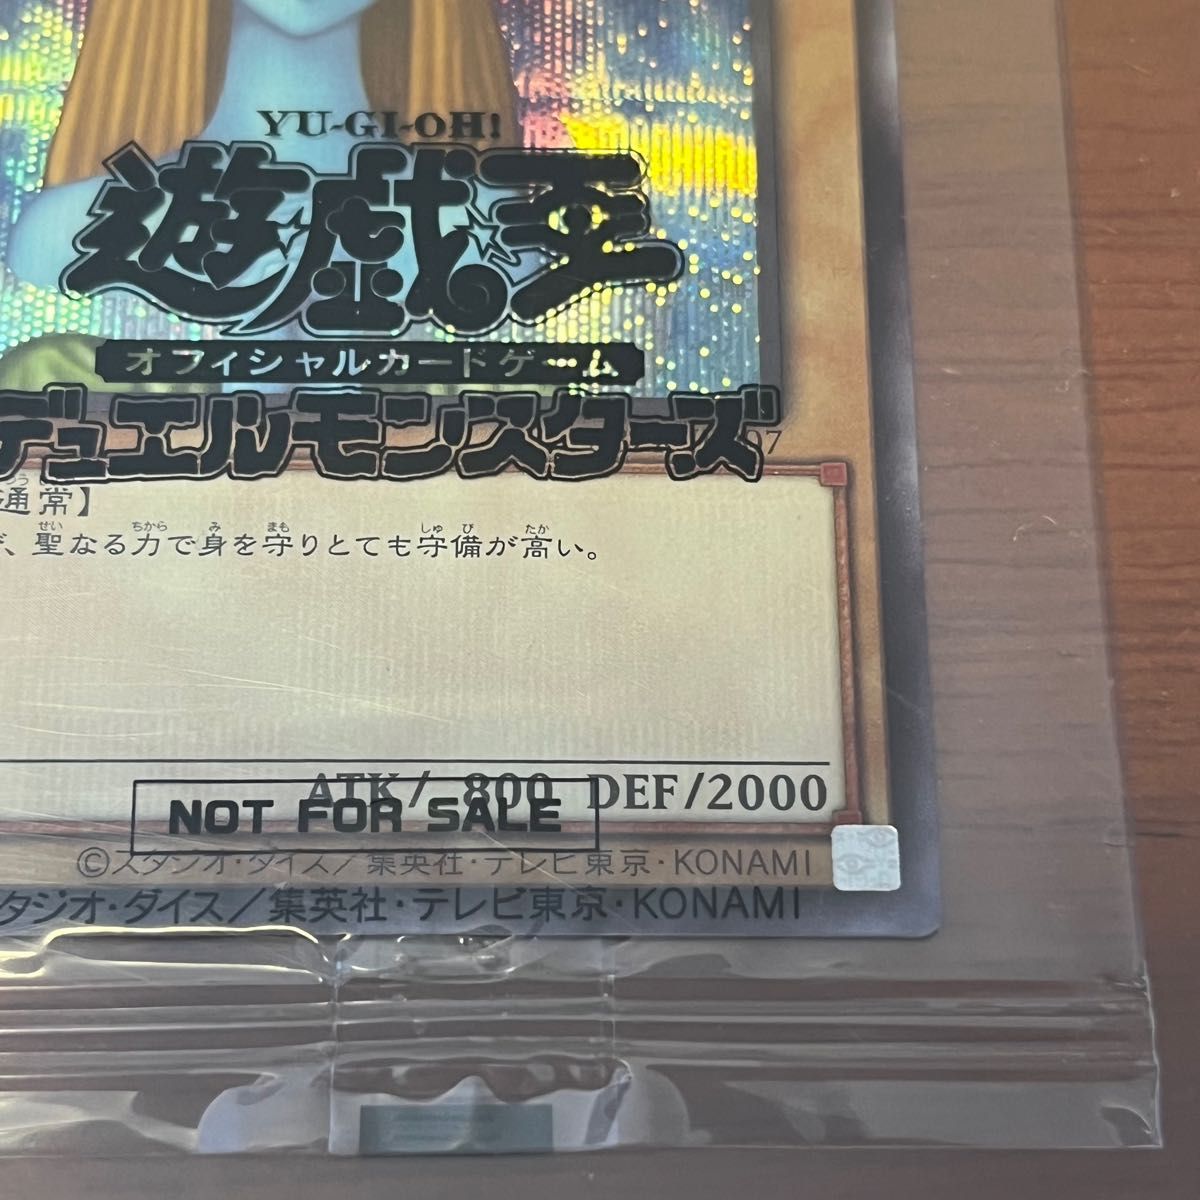 YU-GI-OH!
遊戯王
オフィシャルカードゲーム
デュエルモンスターズ
通常】
、聖なる力で身を守りとても守備が高い。
ATK/ 800 DEF/2000
NOT FOR SALE
©スタジオ・ダイス/集英社・テレビ東京・KONAMI
タジオ・ダイス/集英社・テレビ東京・KONAMI